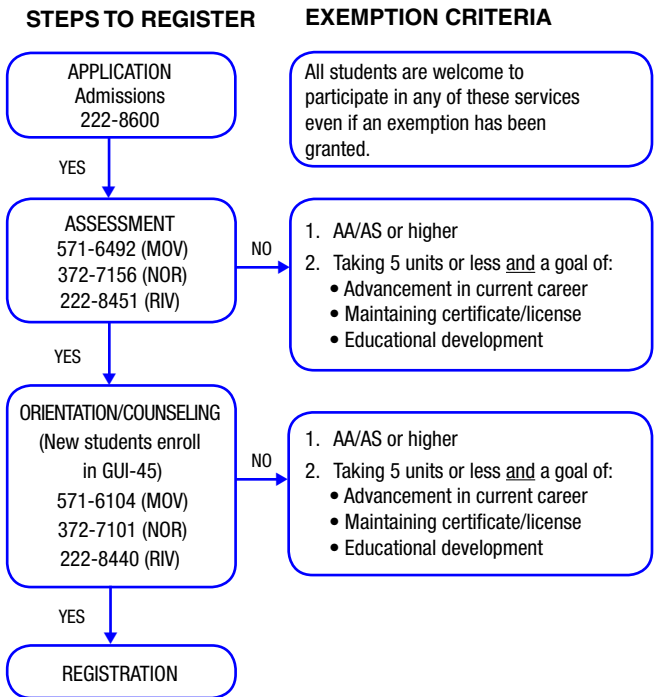 STEPS TO REGISTER
EXEMPTION CRITERIA
APPLICATION
Admissions
222-8600
All students are welcome to
participate in any of these services
even if an exemption has been
granted.
YES
ASSESSMENT
571-6492 (MOV)
372-7156 (NOR)
222-8451 (RIV)
NO
1. AA/AS or higher
2. Taking 5 units or less and a goal of:
• Advancement in current career
• Maintaining certificate/license
• Educational development
YES
ORIENTATION/COUNSELING
(New students enroll
in GUI-45)
571-6104 (MOV)
372-7101 (NOR)
222-8440 (RIV)
NO
1. AA/AS or higher
2. Taking 5 units or less and a goal of:
• Advancement in current career
• Maintaining certificate/license
• Educational development
YES
REGISTRATION